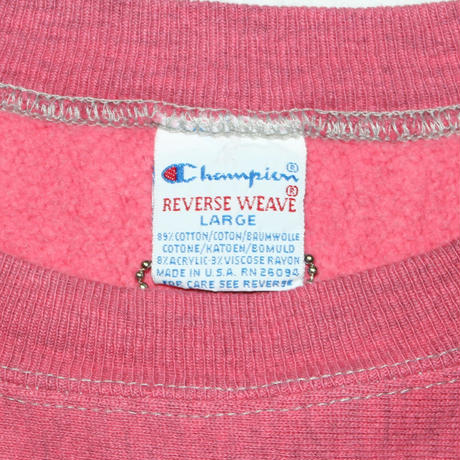 Champion®
®
REVERSE WEAVE
LARGE
89% COTTON/COTON/BAUMWOLLE
COTONE/KATOEN/BOMULD
8% ACRYLIC-3% VISCOSE RAYON
MADE IN U.S.A. RN 26094
FOR CARE SEE REVERSE